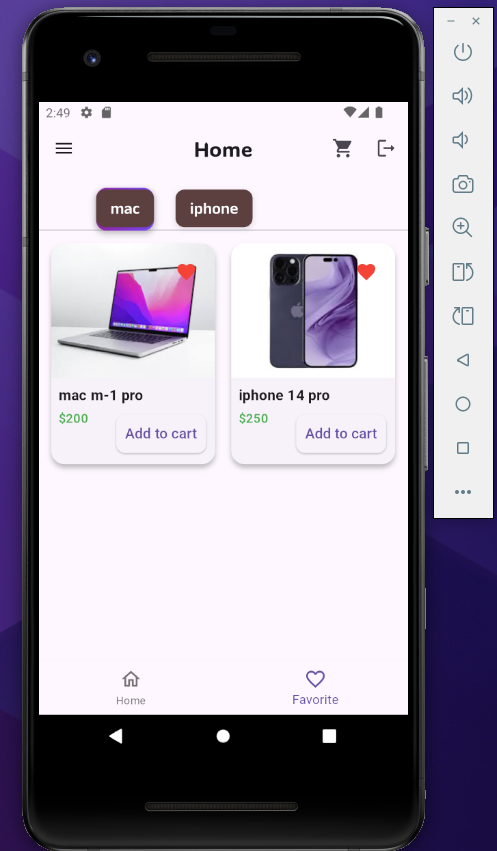 2:49
Home
mac
iphone
mac m-1 pro
$200
Add to cart
iphone 14 pro
$250
Add to cart
Home
Favorite